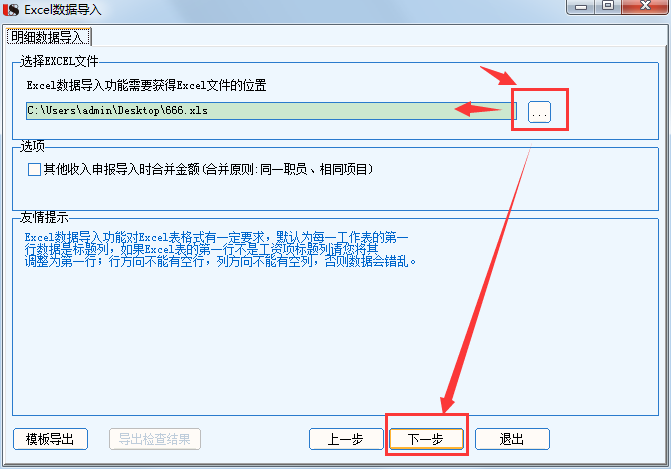 Excel数据导入
明细数据导入
选择EXCEL文件
Excel数据导入功能需要获得Excel文件的位置
C:\Users\admin\Desktop\666.xls
...
选项
其他收入申报导入时合并金额(合并原则:同一职员、相同项目)
友情提示
Excel数据导入功能对Excel表格式有一定要求，默认为每一工作表的第一
行数据是标题列，如果Excel表的第一行不是工资项标题列请您将其
调整为第一行；行方向不能有空行，列方向不能有空列，否则数据会错乱。
模板导出
导出检查结果
上一步
下一步
退出